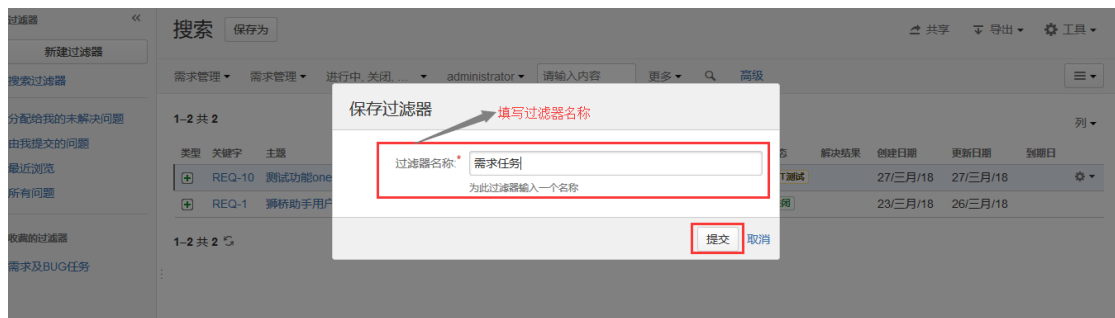 过滤器 «
新建过滤器
搜索过滤器
分配给我的未解决问题
由我提交的问题
最近浏览
所有问题
收藏的过滤器
需求及BUG任务
搜索 保存为 共享 导出 工具
需求管理 需求管理 进行中, 关闭, ... administrator 请输入内容 更多 高级
1–2 共 2 列
类型 关键字 主题 解决结果 创建日期 更新日期 到期日
REQ-10 测试功能one 27/三月/18 27/三月/18
REQ-1 狮桥助手用户 23/三月/18 26/三月/18
1–2 共 2
保存过滤器
填写过滤器名称
过滤器名称:* 需求任务
为此过滤器输入一个名称
提交 取消